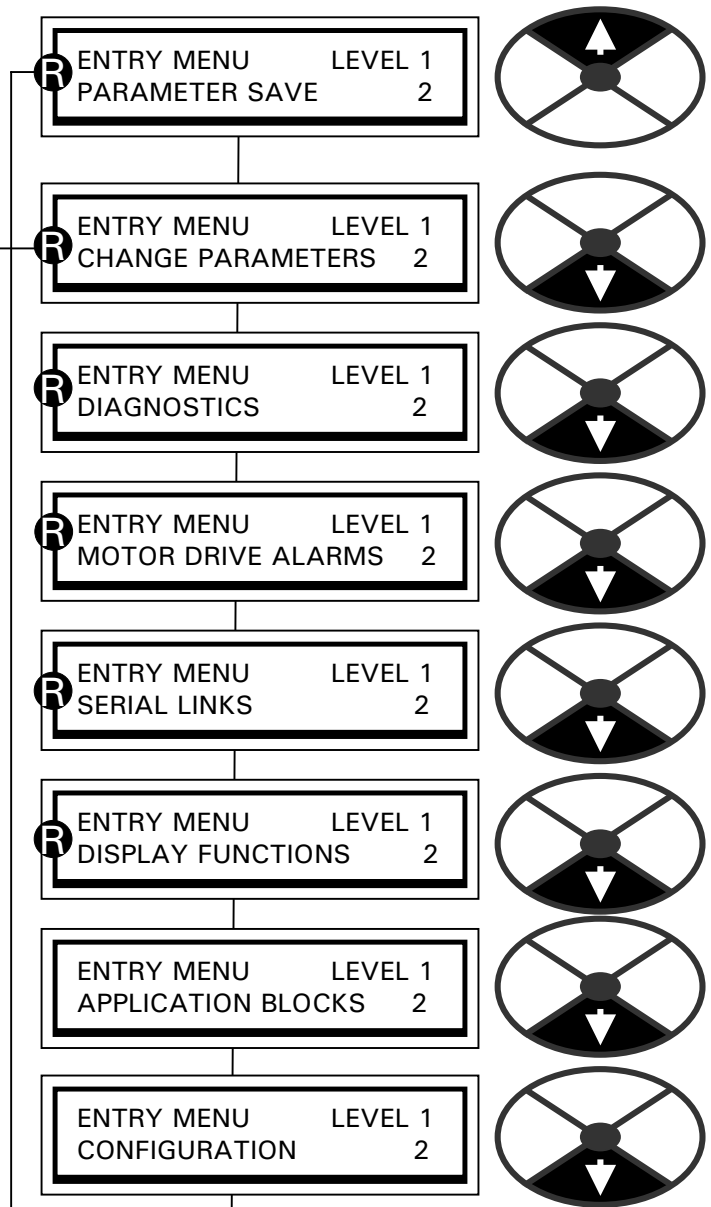 R ENTRY MENU LEVEL 1
PARAMETER SAVE 2
R ENTRY MENU LEVEL 1
CHANGE PARAMETERS 2
R ENTRY MENU LEVEL 1
DIAGNOSTICS 2
R ENTRY MENU LEVEL 1
MOTOR DRIVE ALARMS 2
R ENTRY MENU LEVEL 1
SERIAL LINKS 2
R ENTRY MENU LEVEL 1
DISPLAY FUNCTIONS 2
ENTRY MENU LEVEL 1
APPLICATION BLOCKS 2
ENTRY MENU LEVEL 1
CONFIGURATION 2